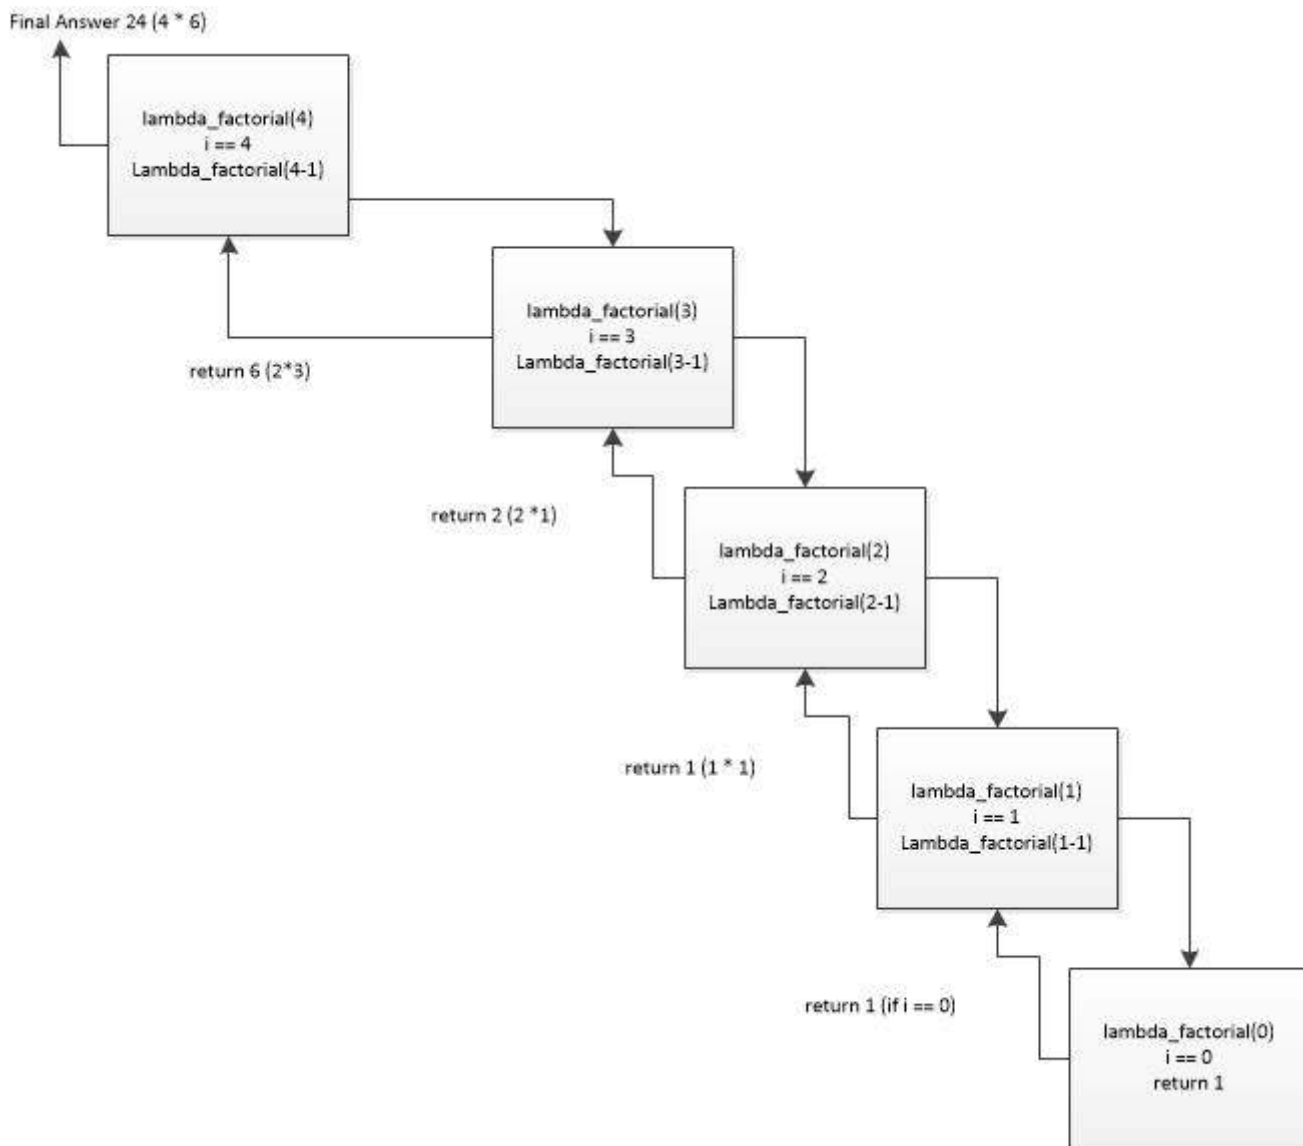 Final Answer 24 (4 * 6)
lambda_factorial(4)
i == 4
Lambda_factorial(4-1)
lambda_factorial(3)
i == 3
Lambda_factorial(3-1)
return 6 (2*3)
return 2 (2 *1)
lambda_factorial(2)
i == 2
Lambda_factorial(2-1)
return 1 (1 * 1)
lambda_factorial(1)
i == 1
Lambda_factorial(1-1)
return 1 (if i == 0)
lambda_factorial(0)
i == 0
return 1